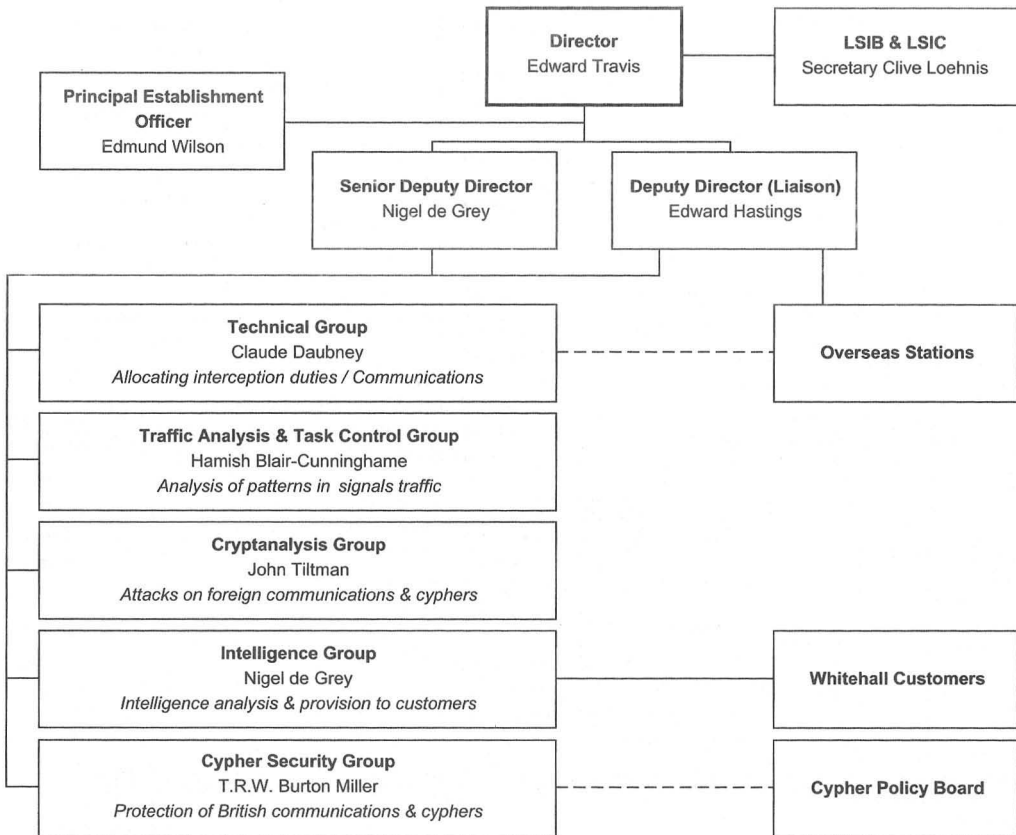 Director
Edward Travis
LSIB & LSIC
Secretary Clive Loehnis
Principal Establishment
Officer
Edmund Wilson
Senior Deputy Director
Nigel de Grey
Deputy Director (Liaison)
Edward Hastings
Technical Group
Claude Daubney
Allocating interception duties / Communications
Overseas Stations
Traffic Analysis & Task Control Group
Hamish Blair-Cunninghame
Analysis of patterns in signals traffic
Cryptanalysis Group
John Tiltman
Attacks on foreign communications & cyphers
Intelligence Group
Nigel de Grey
Intelligence analysis & provision to customers
Whitehall Customers
Cypher Security Group
T.R.W. Burton Miller
Protection of British communications & cyphers
Cypher Policy Board